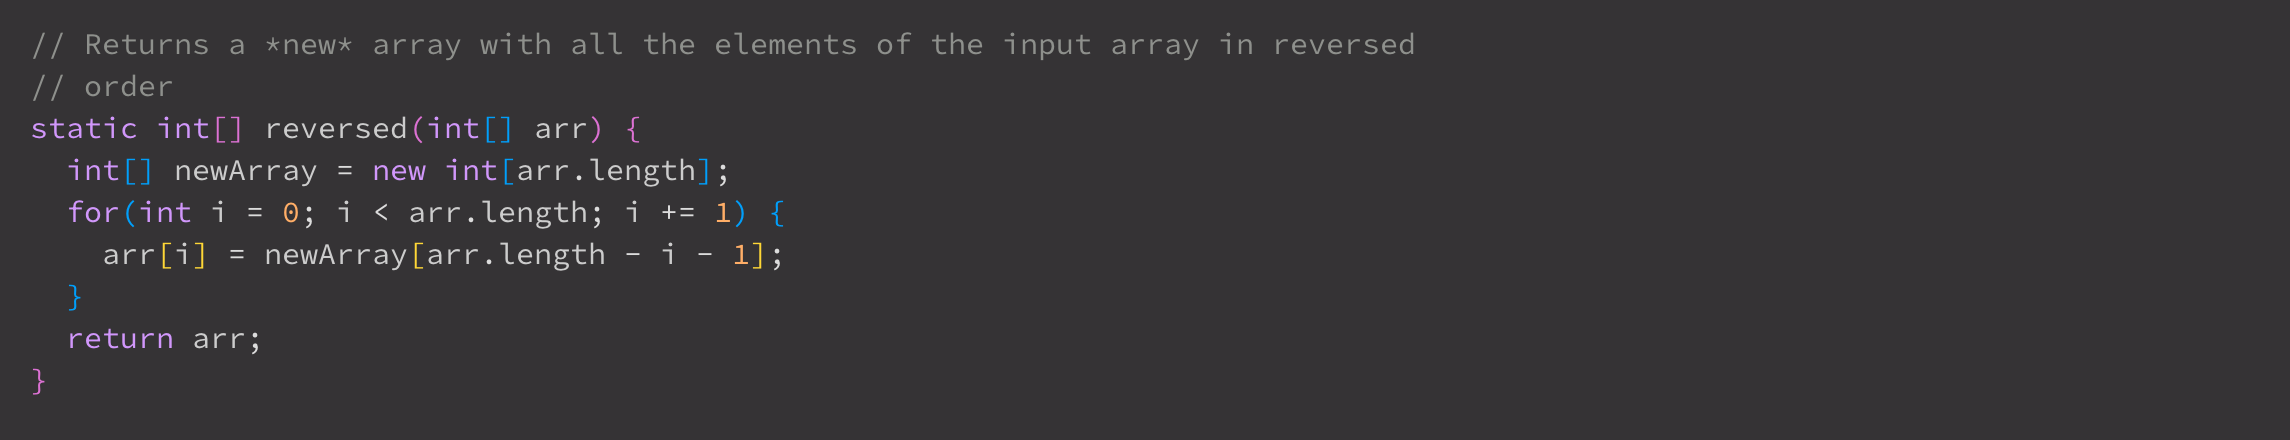 // Returns a *new* array with all the elements of the input array in reversed
// order
static int[] reversed(int[] arr) {
  int[] newArray = new int[arr.length];
  for(int i = 0; i < arr.length; i += 1) {
    arr[i] = newArray[arr.length - i - 1];
  }
  return arr;
}